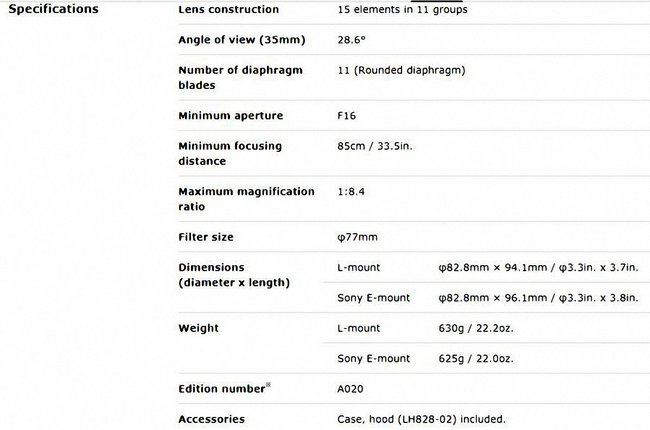 Specifications
Lens construction 15 elements in 11 groups
Angle of view (35mm) 28.6°
Number of diaphragm 11 (Rounded diaphragm)
blades
Minimum aperture F16
Minimum focusing 85cm / 33.5in.
distance
Maximum magnification 1:8.4
ratio
Filter size φ77mm
Dimensions L-mount φ82.8mm × 94.1mm / φ3.3in. x 3.7in.
(diameter x length)
Sony E-mount φ82.8mm × 96.1mm / φ3.3in. x 3.8in.
Weight L-mount 630g / 22.2oz.
Sony E-mount 625g / 22.0oz.
Edition number※ A020
Accessories Case, hood (LH828-02) included.